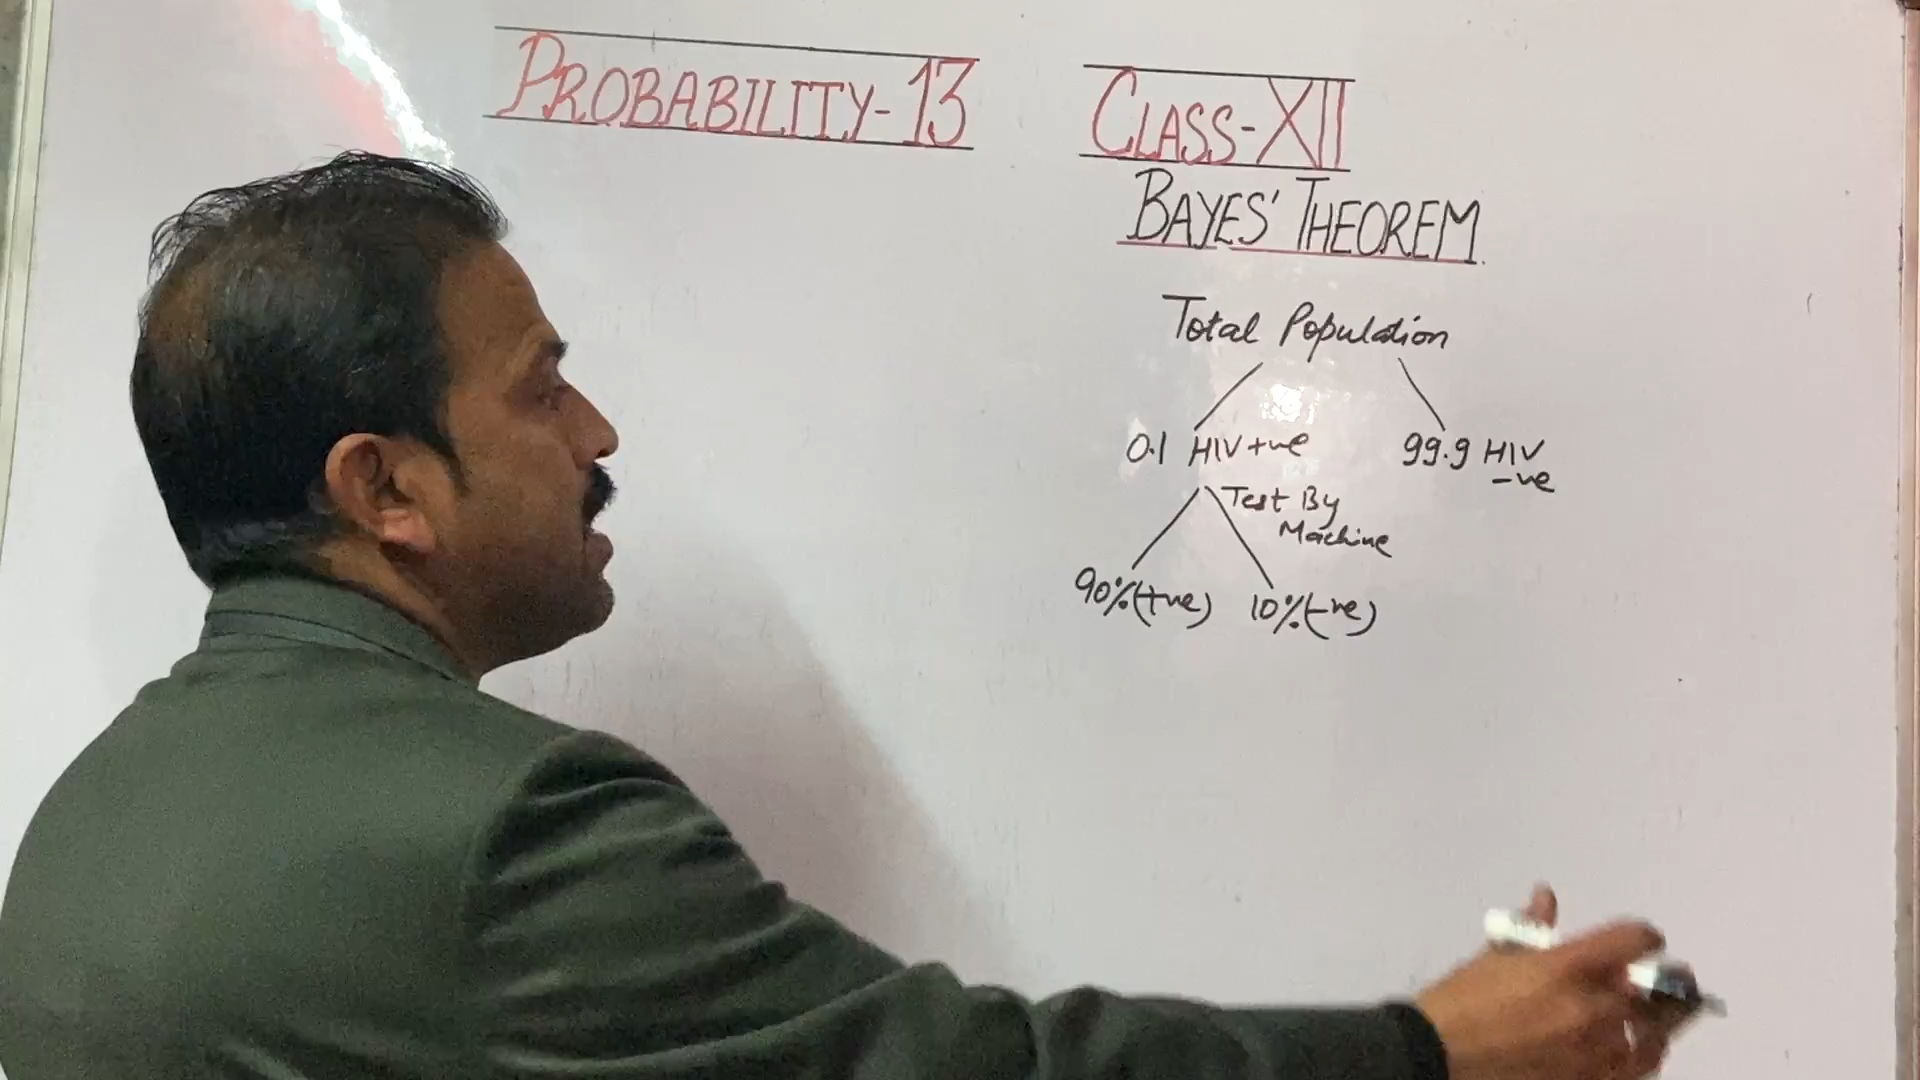 PROBABILITY-13 CLASS-XII
BAYES' THEOREM
Total Population
0.1 HIV +ve 99.9 HIV
-ve
Test By
Machine
90%(+ve) 10%(-ve)